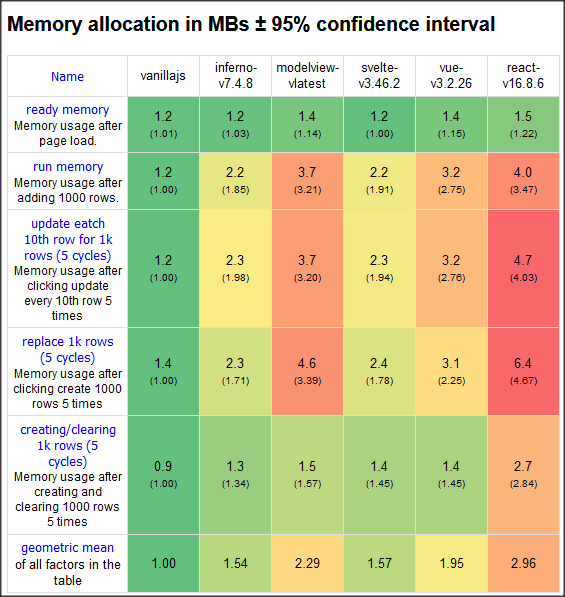 Memory allocation in MBs ± 95% confidence interval
Name vanillajs inferno-v7.4.8 modelview-vlatest svelte-v3.46.2 vue-v3.2.26 react-v16.8.6
ready memory
Memory usage after
page load.
1.2 (1.01) 1.2 (1.03) 1.4 (1.14) 1.2 (1.00) 1.4 (1.15) 1.5 (1.22)
run memory
Memory usage after
adding 1000 rows.
1.2 (1.00) 2.2 (1.85) 3.7 (3.21) 2.2 (1.91) 3.2 (2.75) 4.0 (3.47)
update eatch
10th row for 1k
rows (5 cycles)
Memory usage after
clicking update
every 10th row 5
times
1.2 (1.00) 2.3 (1.98) 3.7 (3.20) 2.3 (1.94) 3.2 (2.76) 4.7 (4.03)
replace 1k rows
(5 cycles)
Memory usage after
clicking create 1000
rows 5 times
1.4 (1.00) 2.3 (1.71) 4.6 (3.39) 2.4 (1.78) 3.1 (2.25) 6.4 (4.67)
creating/clearing
1k rows (5
cycles)
Memory usage after
creating and
clearing 1000 rows
5 times
0.9 (1.00) 1.3 (1.34) 1.5 (1.57) 1.4 (1.45) 1.4 (1.45) 2.7 (2.84)
geometric mean
of all factors in the
table
1.00 1.54 2.29 1.57 1.95 2.96